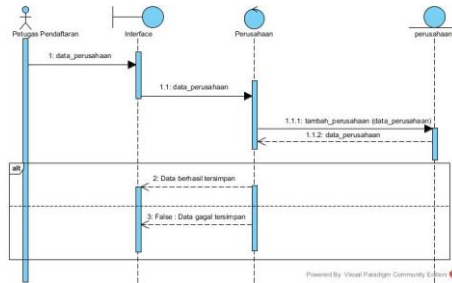 Petugas Pendaftaran
Interface
Perusahaan
perusahaan
1: data_perusahaan
1.1: data_perusahaan
1.1.1: tambah_perusahaan (data_perusahaan)
1.1.2: data_perusahaan
alt
2: Data berhasil tersimpan
3: False : Data gagal tersimpan
Powered By Visual Paradigm Community Edition